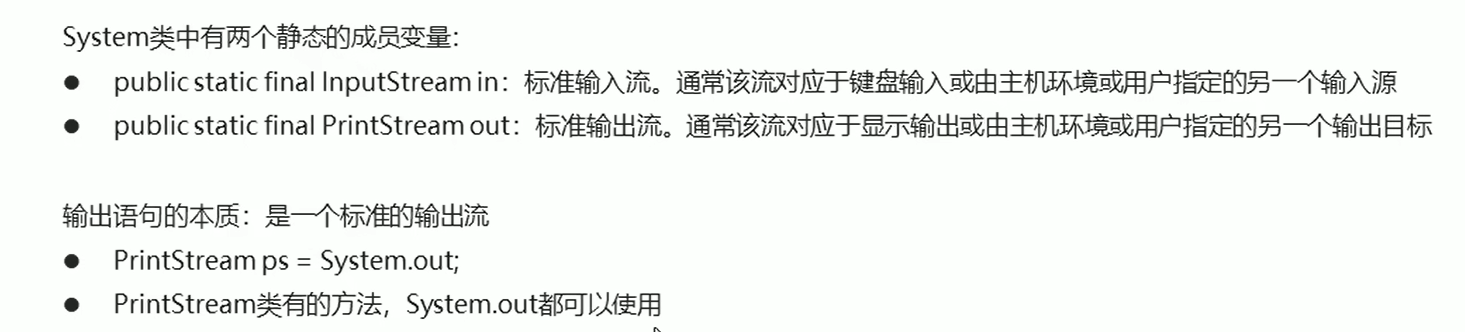 System类中有两个静态的成员变量：
● public static final InputStream in：标准输入流。通常该流对应于键盘输入或由主机环境或用户指定的另一个输入源
● public static final PrintStream out：标准输出流。通常该流对应于显示输出或由主机环境或用户指定的另一个输出目标
输出语句的本质：是一个标准的输出流
● PrintStream ps = System.out;
● PrintStream类有的方法，System.out都可以使用